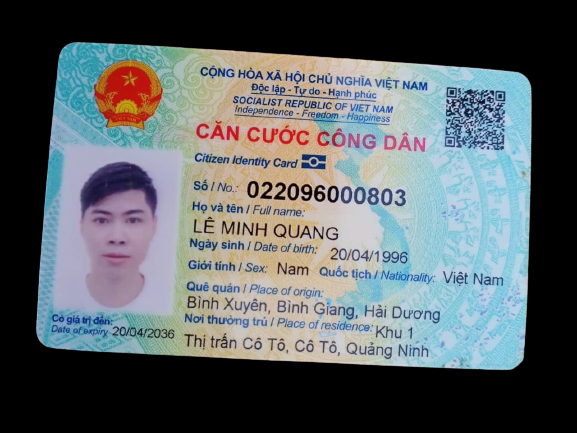 CỘNG HÒA XÃ HỘI CHỦ NGHĨA VIỆT NAM
Độc lập - Tự do - Hạnh phúc
SOCIALIST REPUBLIC OF VIET NAM
Independence - Freedom - Happiness
CĂN CƯỚC CÔNG DÂN
Citizen Identity Card
Số / No.: 022096000803
Họ và tên / Full name:
LÊ MINH QUANG
Ngày sinh / Date of birth: 20/04/1996
Giới tính / Sex: Nam Quốc tịch / Nationality: Việt Nam
Quê quán / Place of origin:
Bình Xuyên, Bình Giang, Hải Dương
Nơi thường trú / Place of residence: Khu 1
Thị trấn Cô Tô, Cô Tô, Quảng Ninh
Có giá trị đến:
Date of expiry 20/04/2036